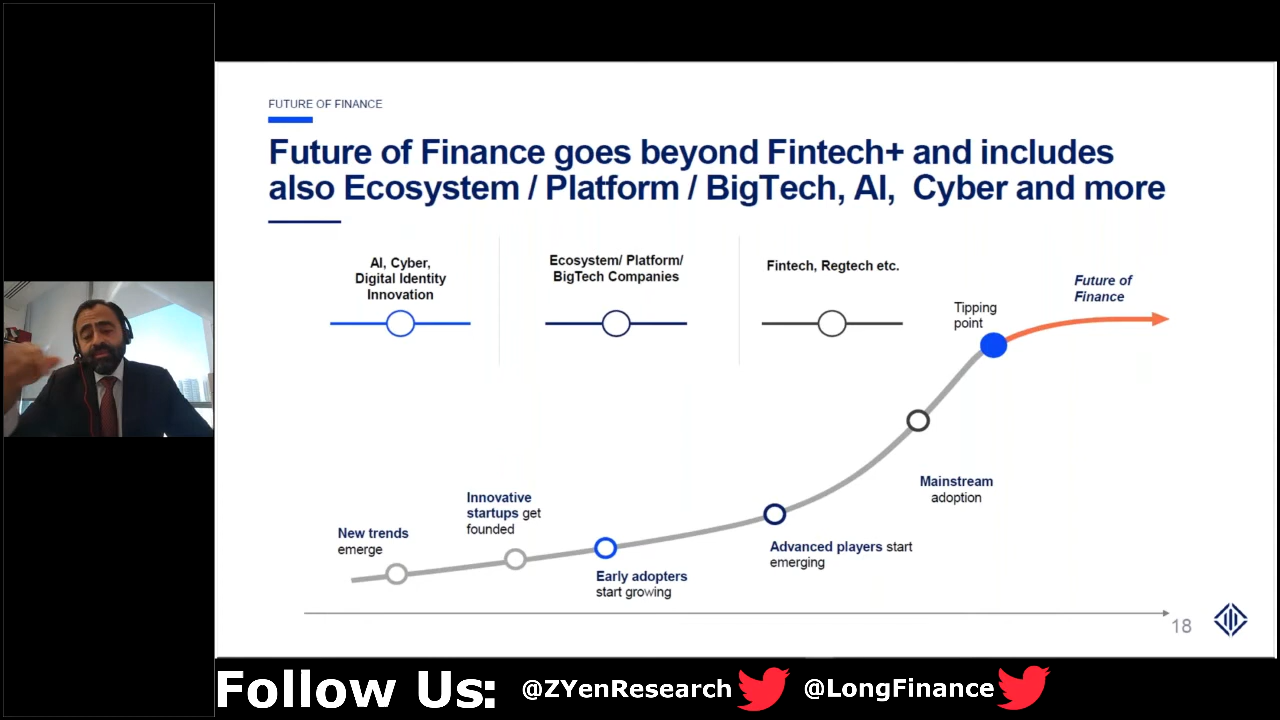 FUTURE OF FINANCE
Future of Finance goes beyond Fintech+ and includes
also Ecosystem / Platform / BigTech, AI, Cyber and more
AI, Cyber,
Digital Identity
Innovation
Ecosystem/ Platform/
BigTech Companies
Fintech, Regtech etc.
Future of
Finance
Tipping
point
Mainstream
adoption
Innovative
startups get
founded
New trends
emerge
Advanced players start
emerging
Early adopters
start growing
18
Follow Us: @ZYenResearch @LongFinance